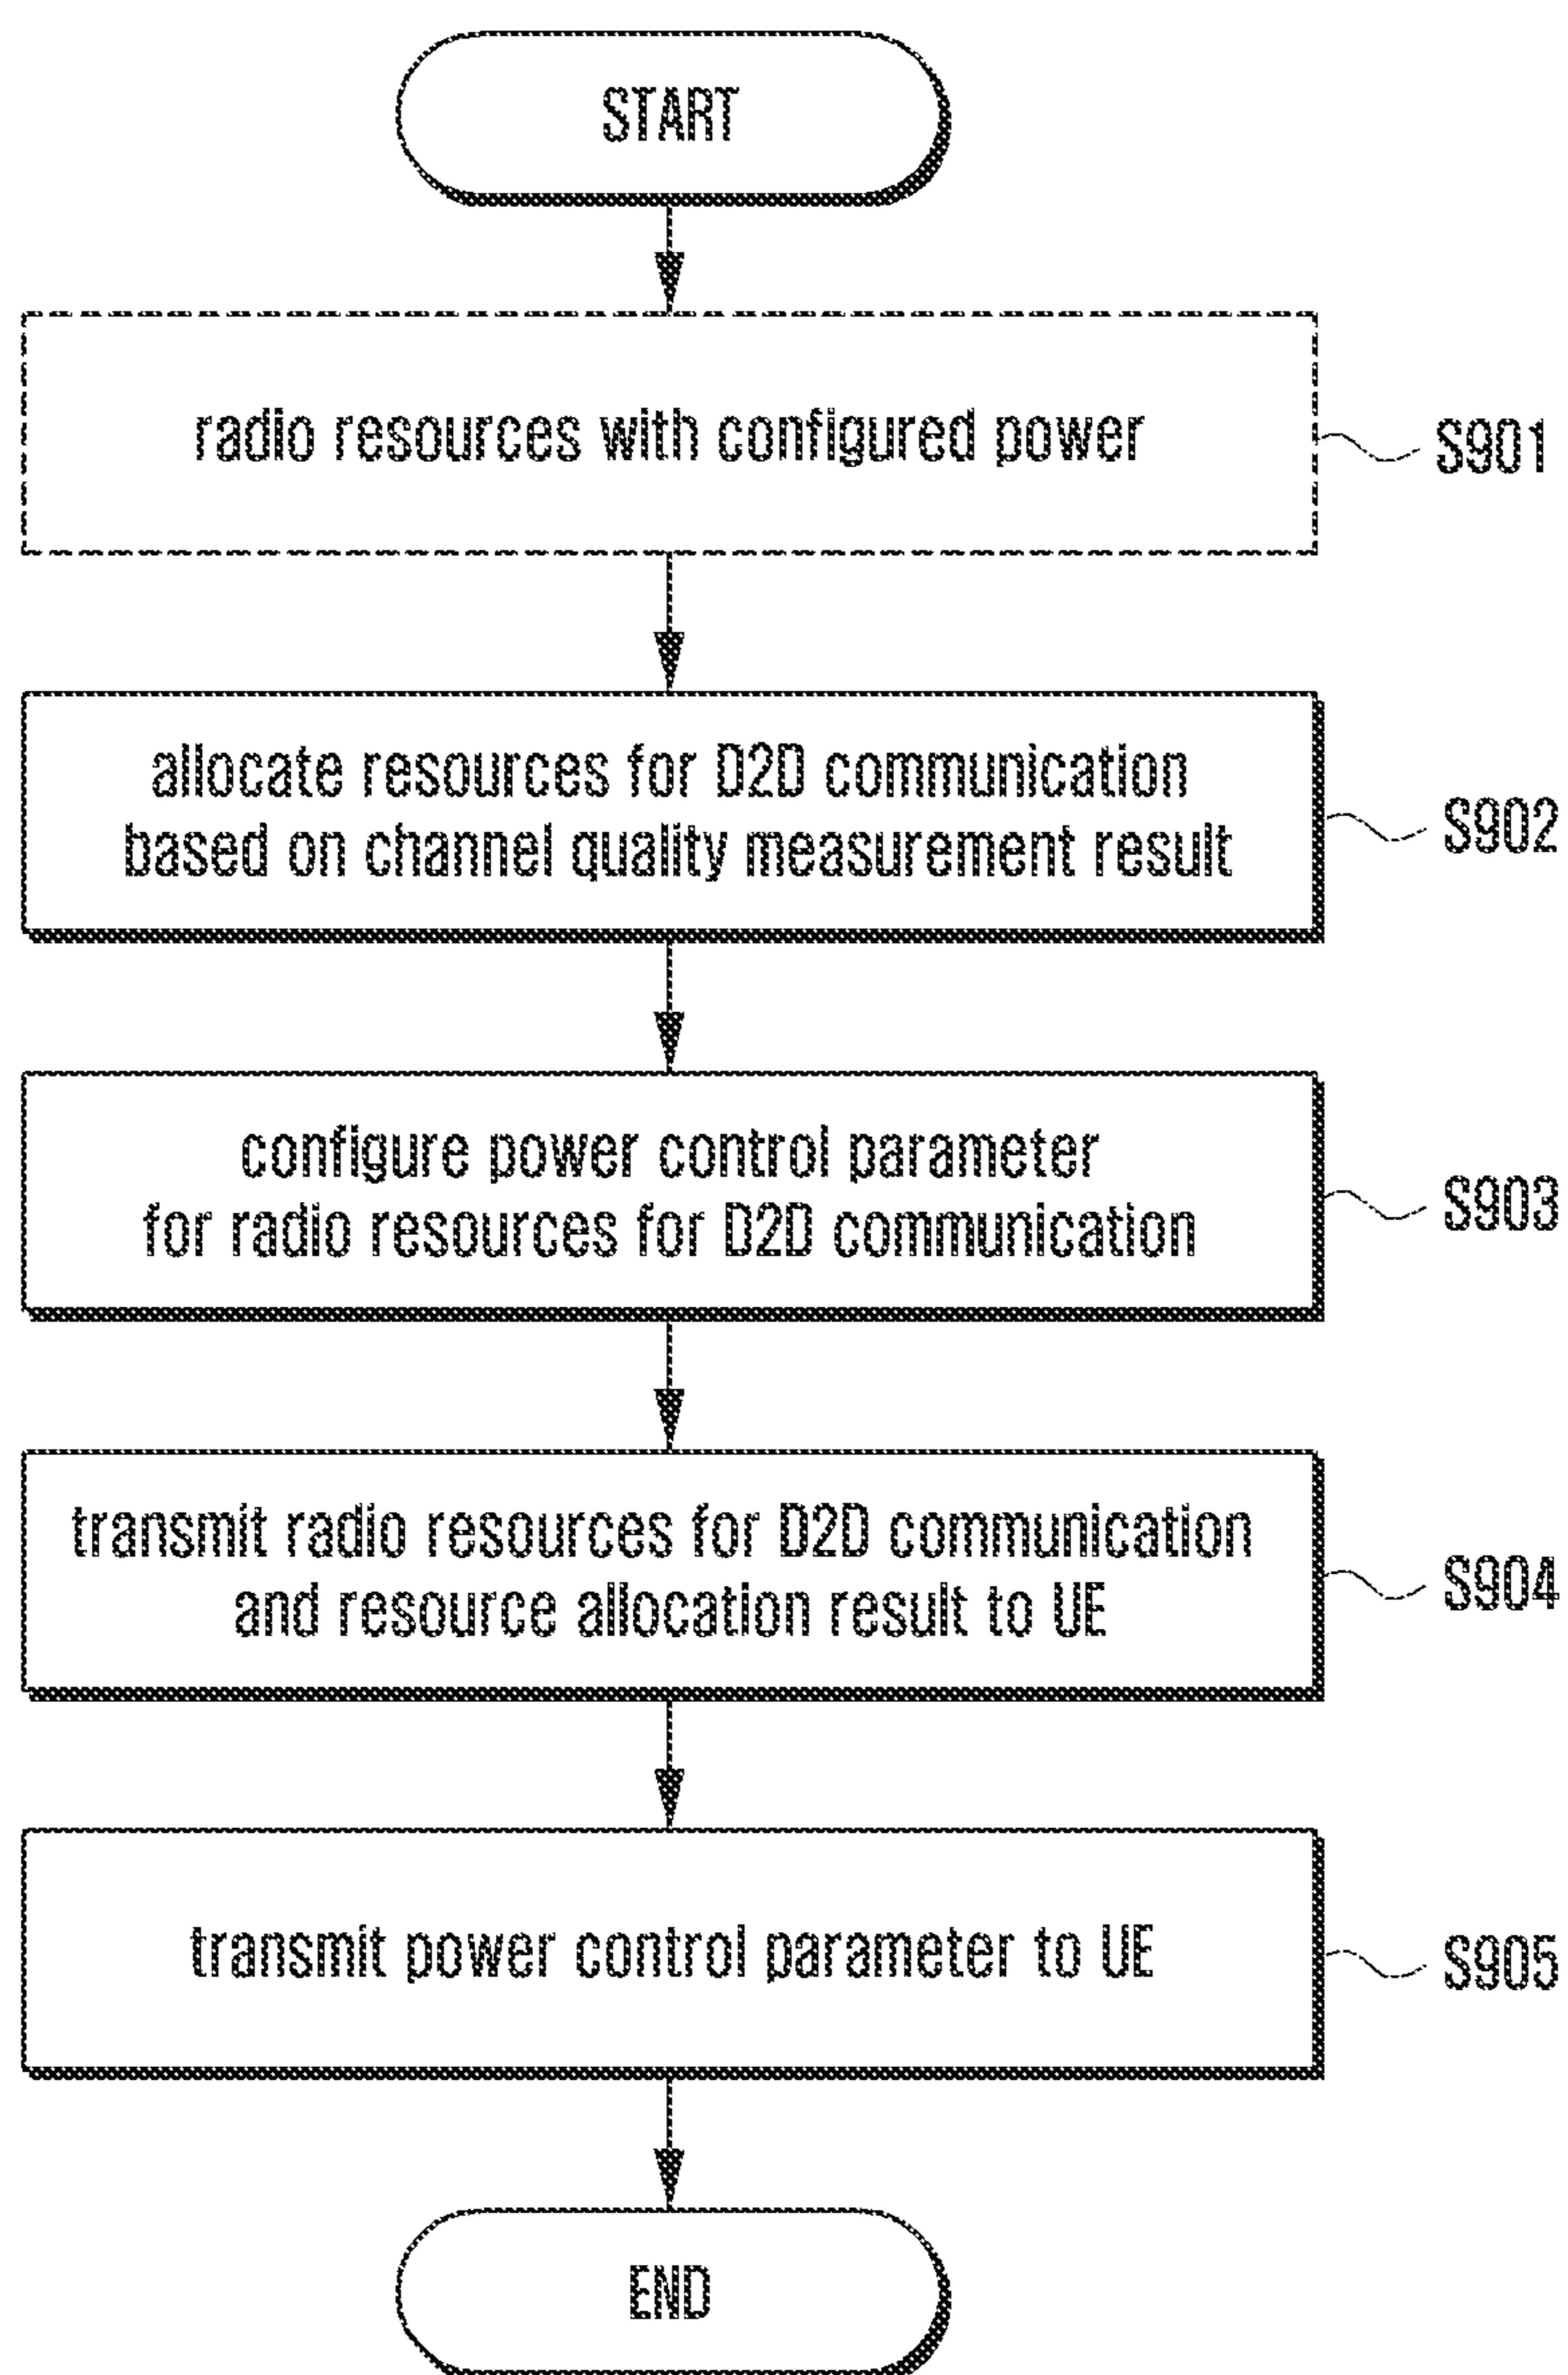 START
radio resources with configured power
S901
allocate resources for D2D communication
based on channel quality measurement result
S902
configure power control parameter
for radio resources for D2D communication
S903
transmit radio resources for D2D communication
and resource allocation result to UE
S904
transmit power control parameter to UE
S905
END